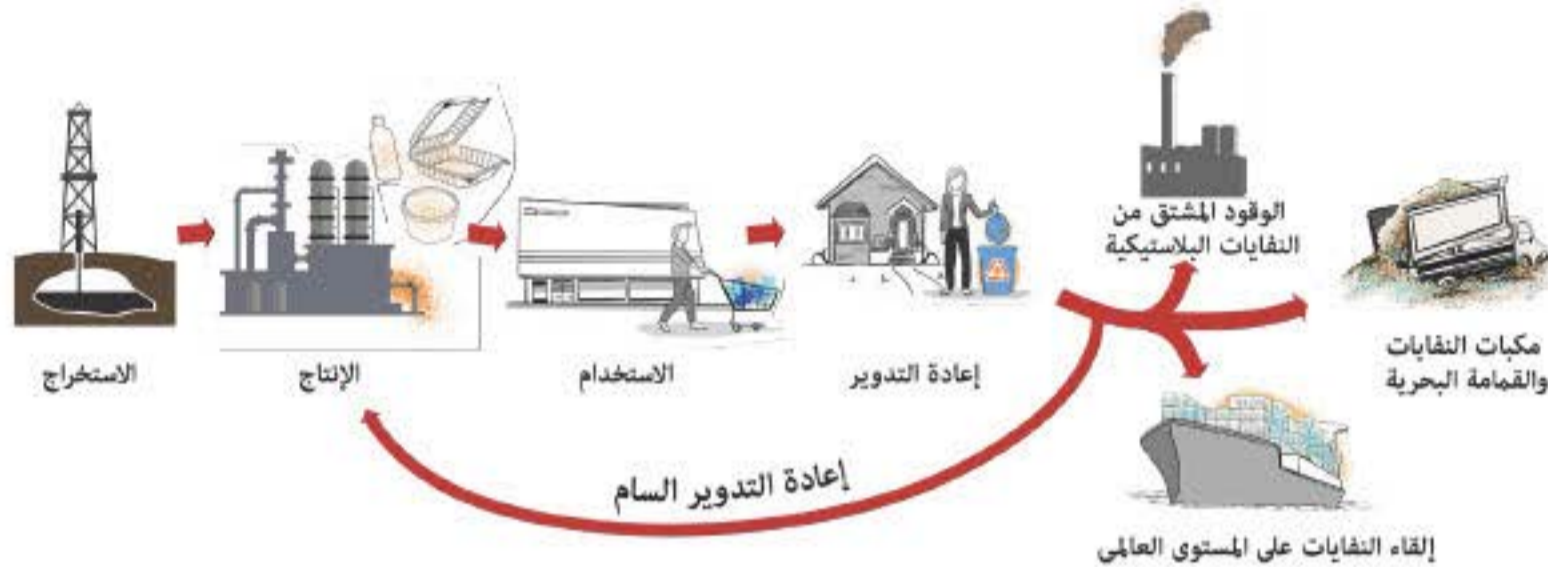 الاستخراج
الإنتاج
الاستخدام
إعادة التدوير
الوقود المشتق من
النفايات البلاستيكية
مكبات النفايات
والقمامة البحرية
إلقاء النفايات على المستوى العالمي
إعادة التدوير السام